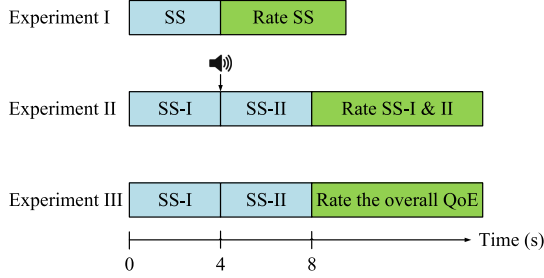 Experiment I
SS
Rate SS
Experiment II
SS-I
SS-II
Rate SS-I & II
Experiment III
SS-I
SS-II
Rate the overall QoE
Time (s)
0
4
8